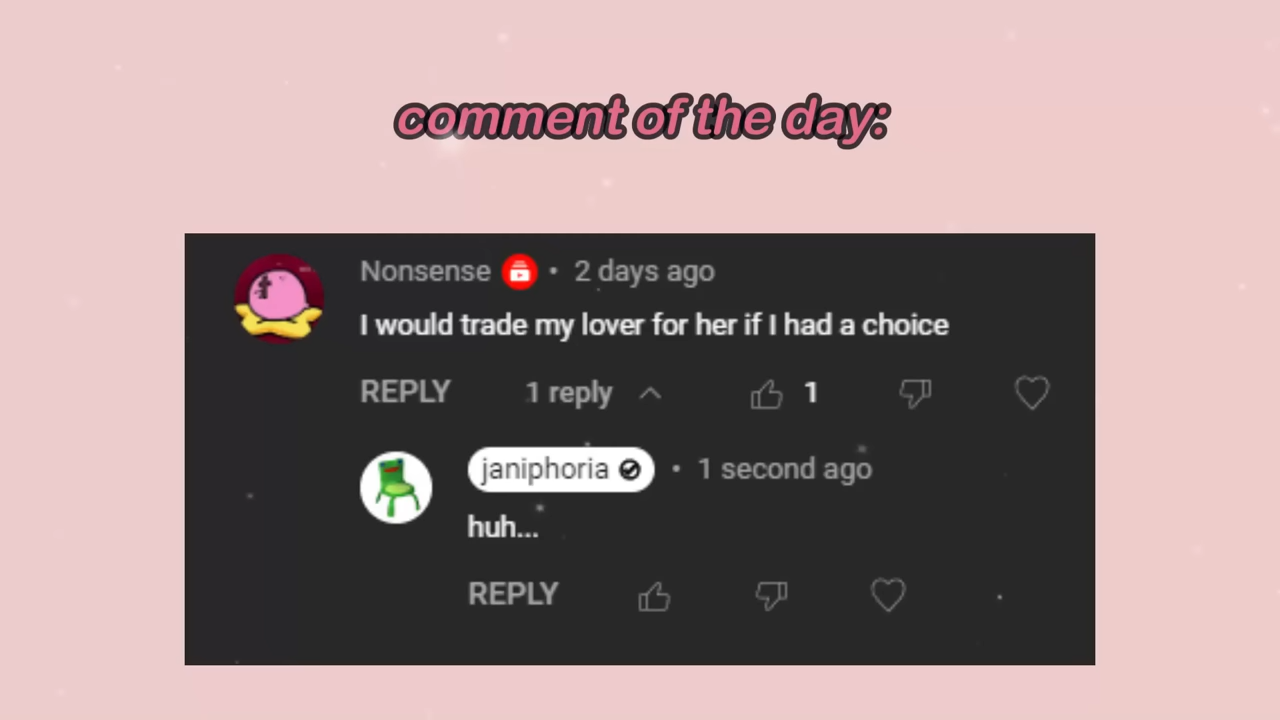 comment of the day:
Nonsense • 2 days ago
I would trade my lover for her if I had a choice
REPLY 1 reply 1
janiphoria • 1 second ago
huh...
REPLY